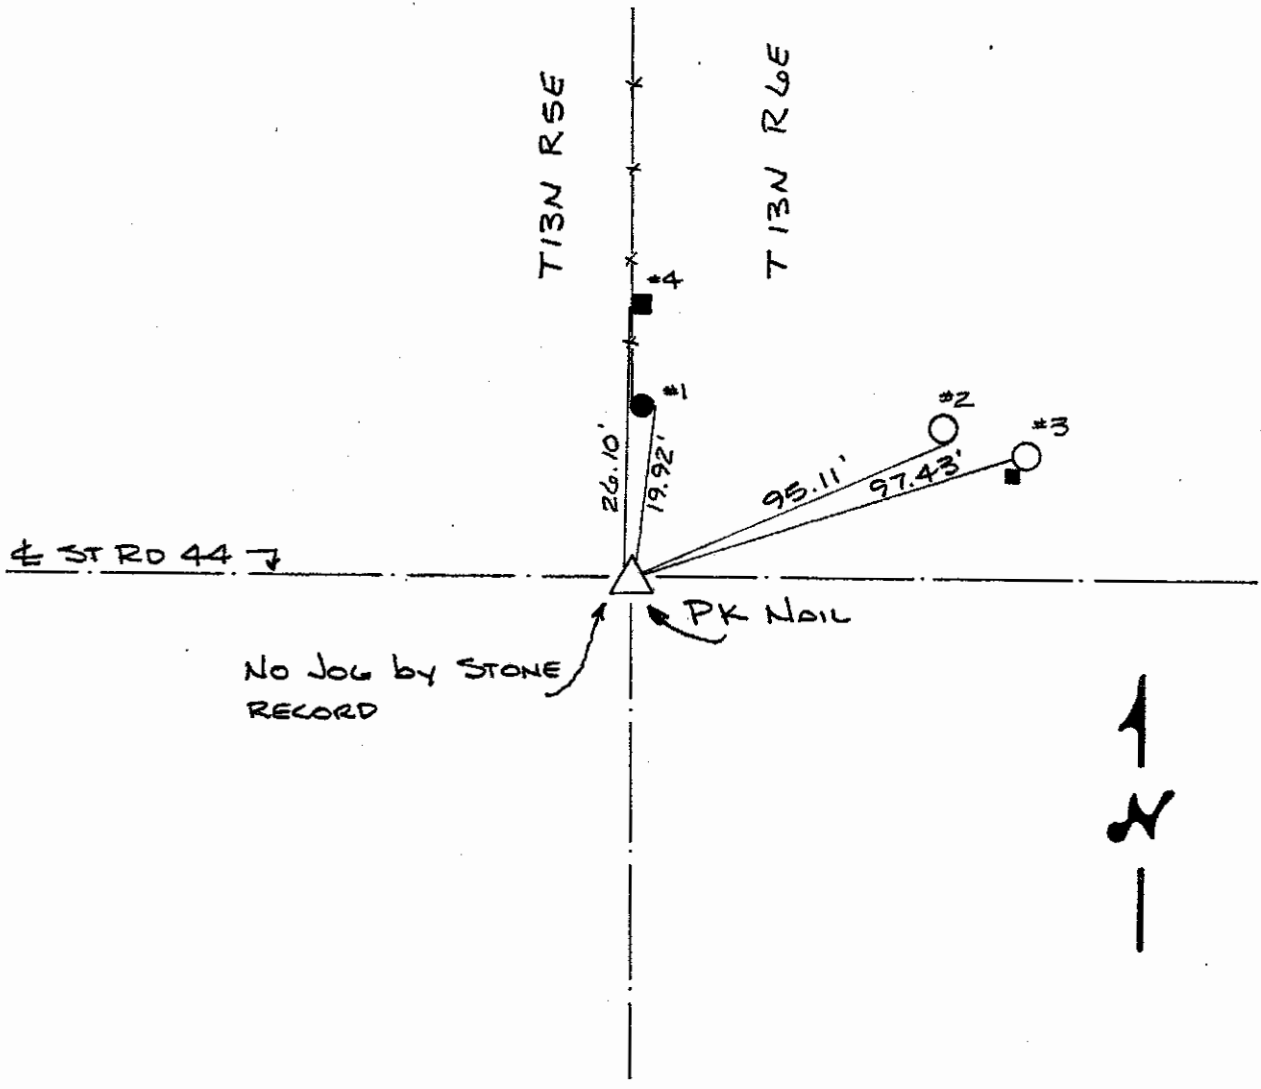 T13N R5E
T13N R6E
#4
#1
#2
#3
26.10'
19.92'
95.11'
97.43'
℄ ST RD 44
PK NAIL
No Jog by STONE
RECORD
N